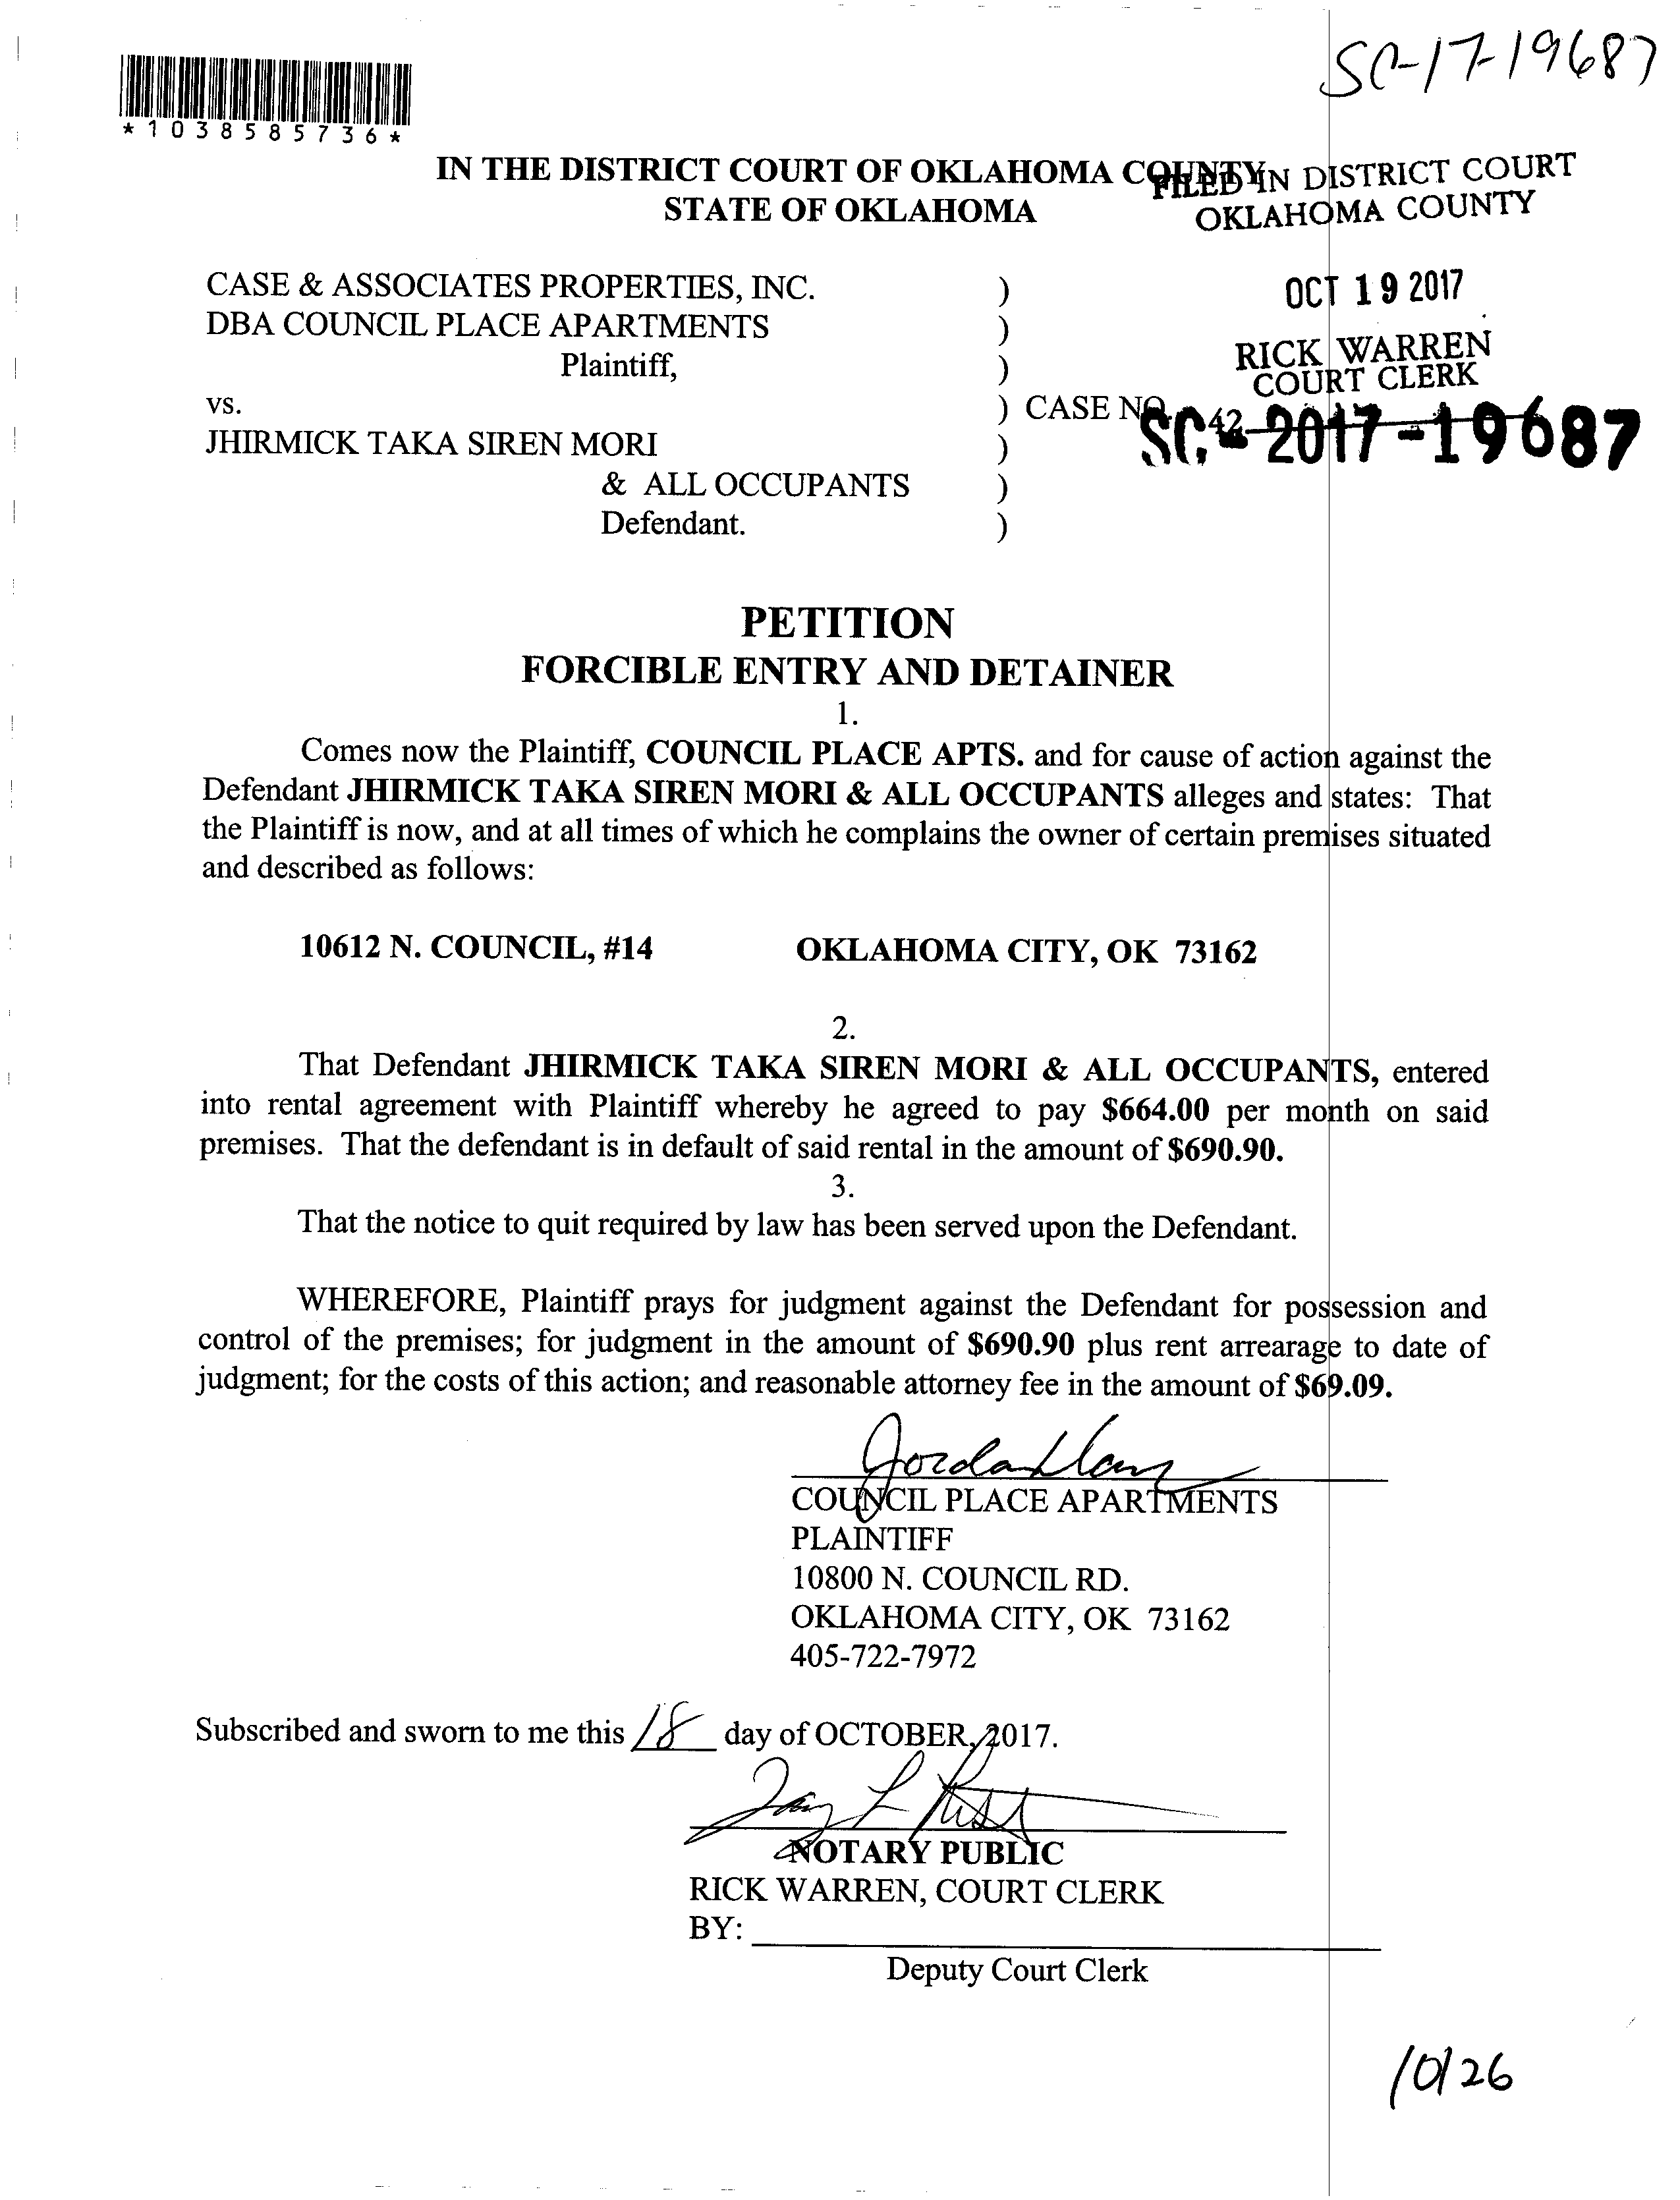 SC-17-19687
*1038585736*
IN THE DISTRICT COURT OF OKLAHOMA COUNTY
STATE OF OKLAHOMA
FILED IN DISTRICT COURT
OKLAHOMA COUNTY
OCT 19 2017
RICK WARREN
COURT CLERK
42
SC-2017-19687
CASE & ASSOCIATES PROPERTIES, INC. )
DBA COUNCIL PLACE APARTMENTS )
Plaintiff, )
vs. ) CASE NO.
JHIRMICK TAKA SIREN MORI )
& ALL OCCUPANTS )
Defendant. )
PETITION
FORCIBLE ENTRY AND DETAINER
1.
Comes now the Plaintiff, COUNCIL PLACE APTS. and for cause of action against the
Defendant JHIRMICK TAKA SIREN MORI & ALL OCCUPANTS alleges and states: That
the Plaintiff is now, and at all times of which he complains the owner of certain premises situated
and described as follows:
10612 N. COUNCIL, #14 OKLAHOMA CITY, OK 73162
2.
That Defendant JHIRMICK TAKA SIREN MORI & ALL OCCUPANTS, entered
into rental agreement with Plaintiff whereby he agreed to pay $664.00 per month on said
premises. That the defendant is in default of said rental in the amount of $690.90.
3.
That the notice to quit required by law has been served upon the Defendant.
WHEREFORE, Plaintiff prays for judgment against the Defendant for possession and
control of the premises; for judgment in the amount of $690.90 plus rent arrearage to date of
judgment; for the costs of this action; and reasonable attorney fee in the amount of $69.09.
COUNCIL PLACE APARTMENTS
PLAINTIFF
10800 N. COUNCIL RD.
OKLAHOMA CITY, OK 73162
405-722-7972
Subscribed and sworn to me this 18 day of OCTOBER, 2017.
NOTARY PUBLIC
RICK WARREN, COURT CLERK
BY:
Deputy Court Clerk
10/26